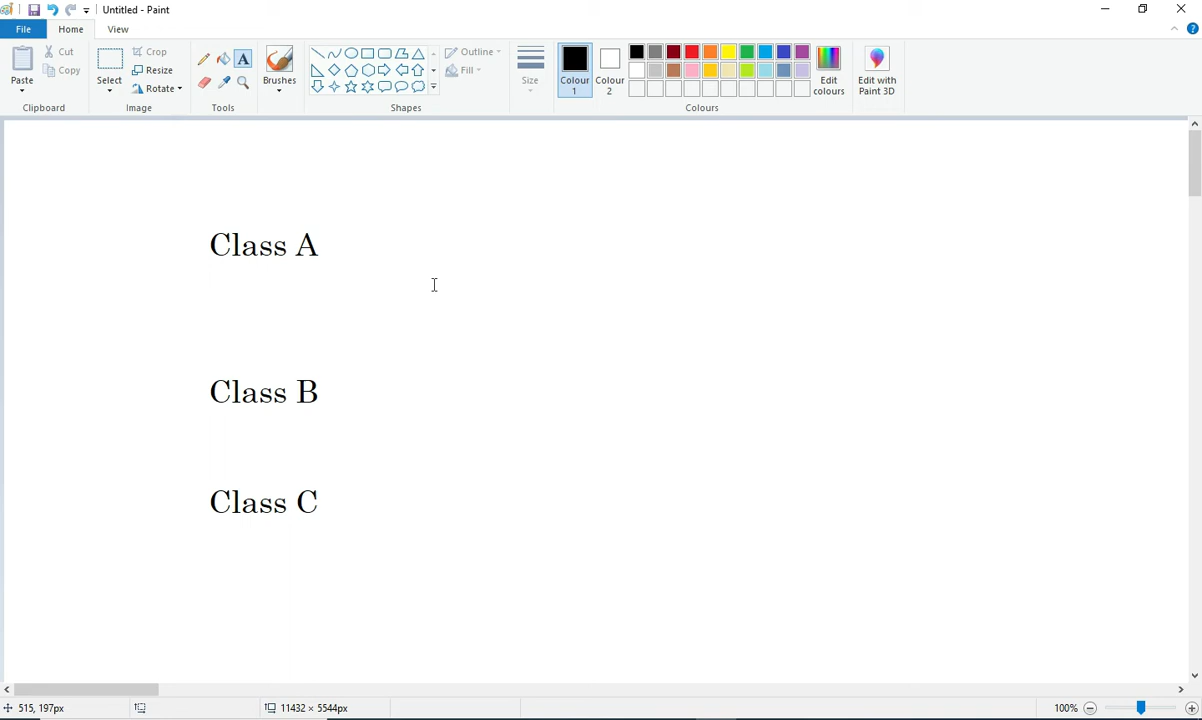 Untitled - Paint
File Home View
Paste
Cut
Copy
Clipboard
Select
Crop
Resize
Rotate
Image
Tools
Brushes
Shapes
Outline
Fill
Size
Colour 1
Colour 2
Edit colours
Colours
Edit with Paint 3D
Class A
Class B
Class C
515, 197px
11432 × 5544px
100%